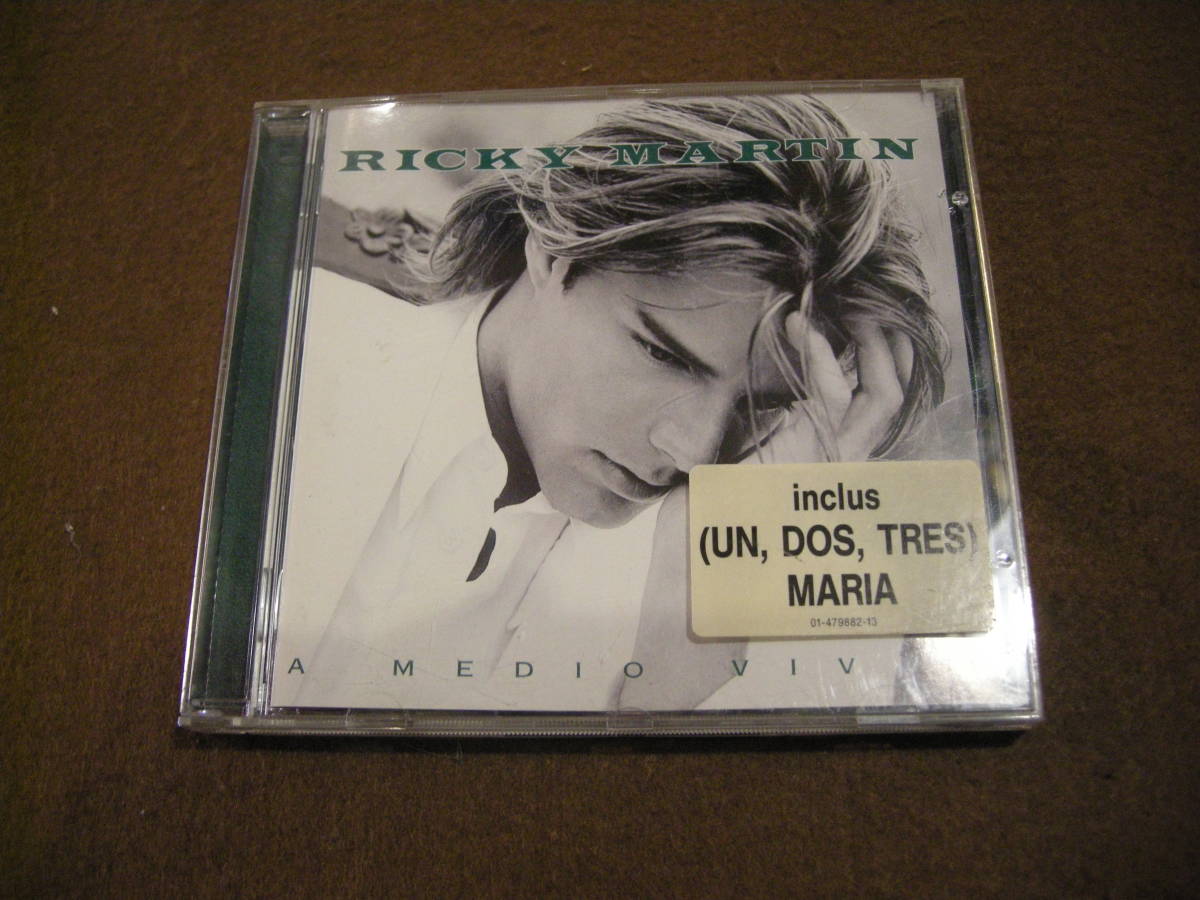 RICKY MARTIN
inclus
(UN, DOS, TRES)
MARIA
01-479882-13
A MEDIO VIV